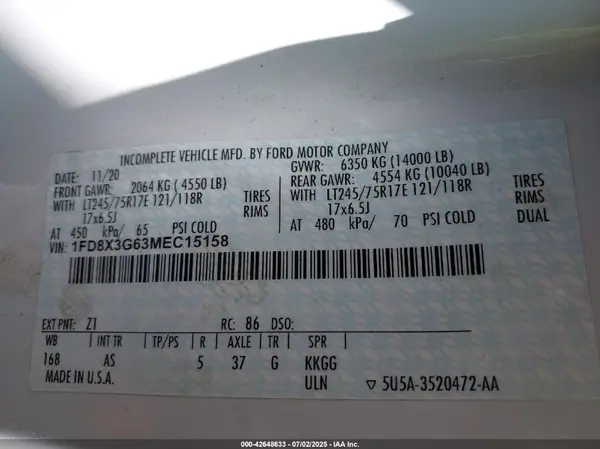 INCOMPLETE VEHICLE MFD. BY FORD MOTOR COMPANY
DATE: 11/20 GVWR: 6350 KG (14000 LB)
FRONT GAWR: 2064 KG (4550 LB) REAR GAWR: 4554 KG (10040 LB)
WITH LT245/75R17E 121/118R TIRES WITH LT245/75R17E 121/118R TIRES
17x6.5J RIMS 17x6.5J RIMS
AT 450 kPa/ 65 PSI COLD AT 480 kPa/ 70 PSI COLD DUAL
VIN: 1FD8X3G63MEC15158
EXT PNT: Z1 RC: 86 DSO:
WB INT TR TP/PS R AXLE TR SPR
168 AS 5 37 G KKGG
MADE IN U.S.A. ULN ▽ 5U5A-3520472-AA
000-42648633 - 07/02/2025 - IAA Inc.